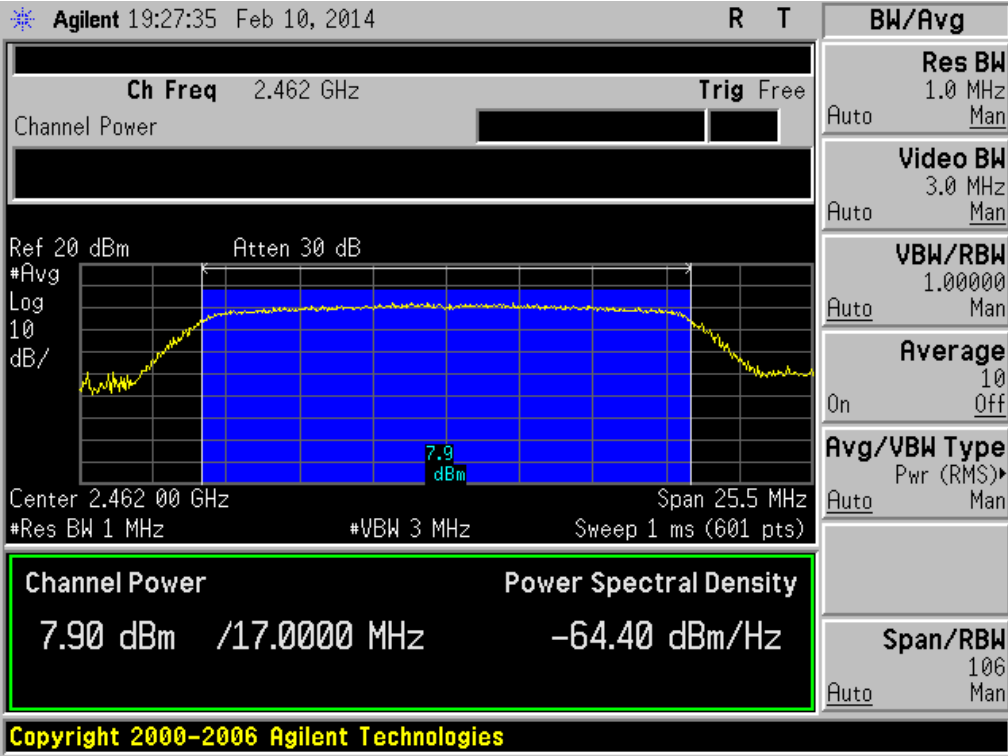 Agilent 19:27:35 Feb 10, 2014 R T
Ch Freq 2.462 GHz Trig Free
Channel Power
Ref 20 dBm Atten 30 dB
#Avg
Log
10
dB/
7.9
dBm
Center 2.462 00 GHz Span 25.5 MHz
#Res BW 1 MHz #VBW 3 MHz Sweep 1 ms (601 pts)
Channel Power Power Spectral Density
7.90 dBm /17.0000 MHz -64.40 dBm/Hz
Copyright 2000-2006 Agilent Technologies
BW/Avg
Res BW
1.0 MHz
Auto Man
Video BW
3.0 MHz
Auto Man
VBW/RBW
1.00000
Auto Man
Average
10
On Off
Avg/VBW Type
Pwr (RMS)▸
Auto Man
Span/RBW
106
Auto Man